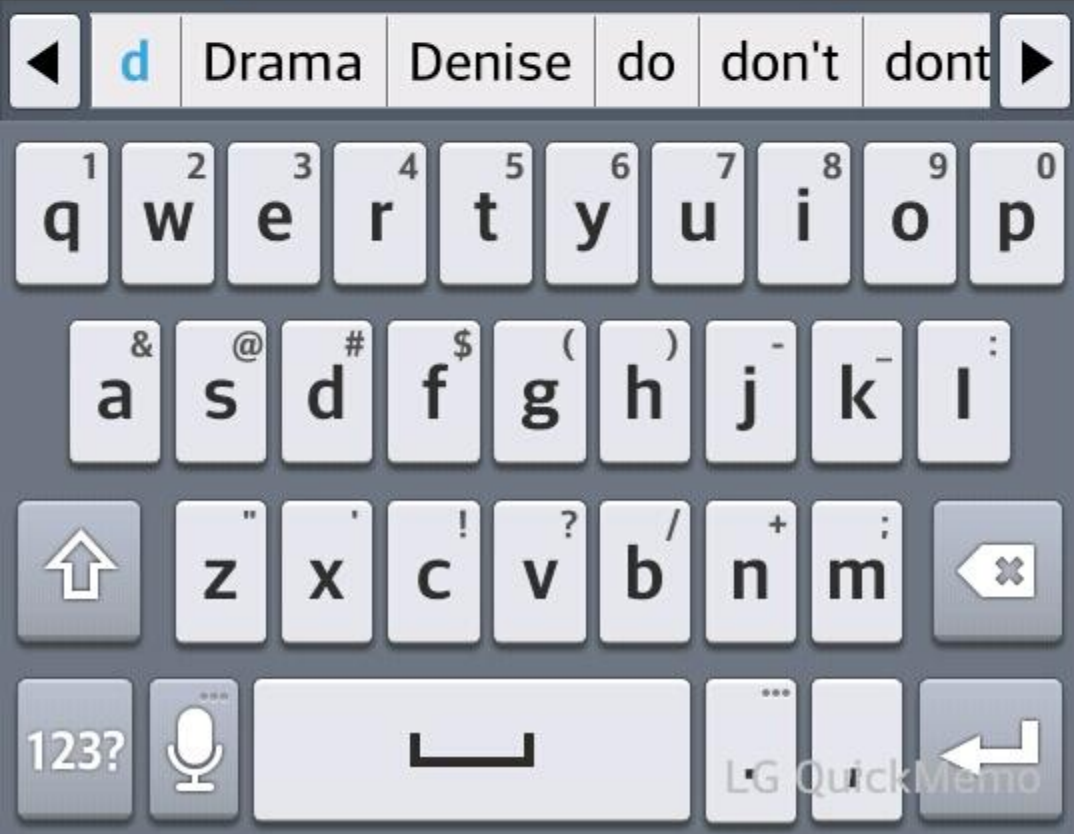 d Drama Denise do don't dont
1 2 3 4 5 6 7 8 9 0
q w e r t y u i o p
& @ # $ ( ) - _ :
a s d f g h j k l
" ' ! ? / + ;
z x c v b n m
...
...
123? . ,
LG QuickMemo